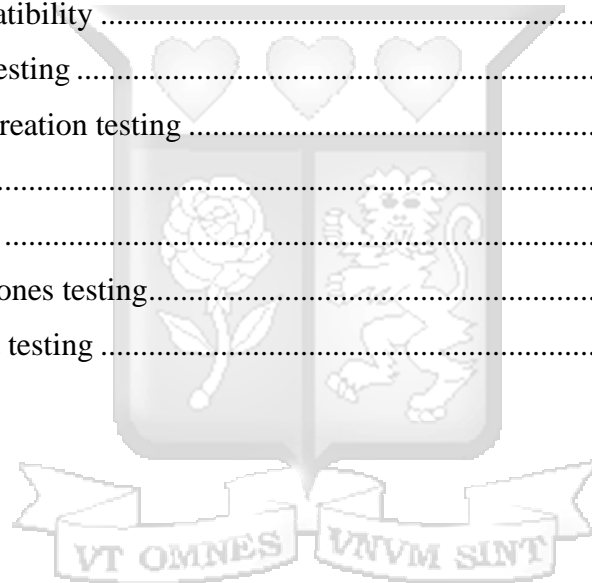 atibility ..........................................................
esting ..............................................................
reation testing ................................................
.........................................................................
........................................................................
ones testing.....................................................
testing ............................................................
VT OMNES VNVM SINT